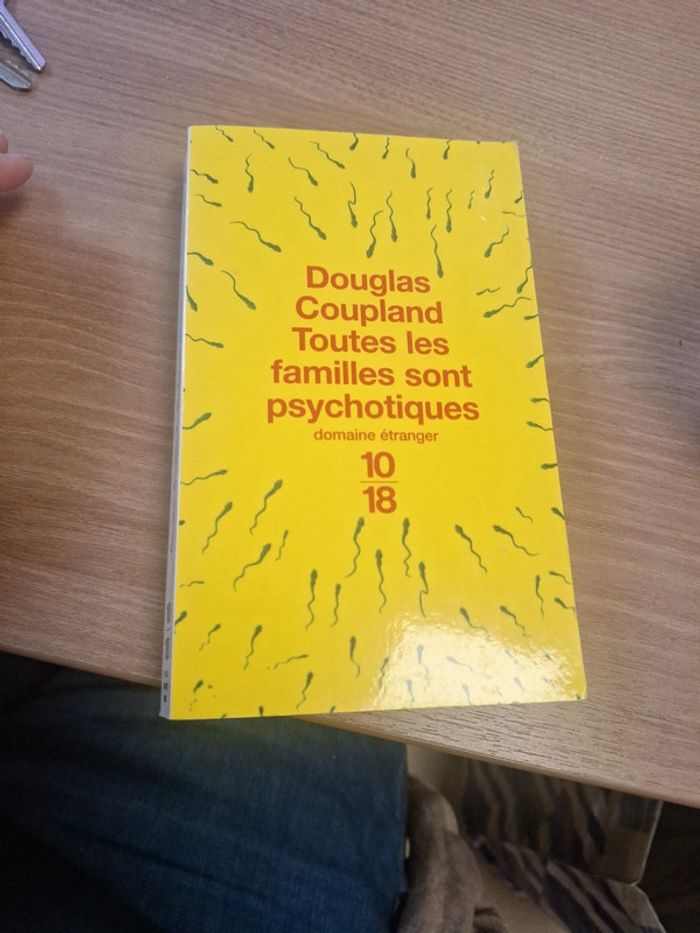 Douglas
Coupland
Toutes les
familles sont
psychotiques
domaine étranger
10
18